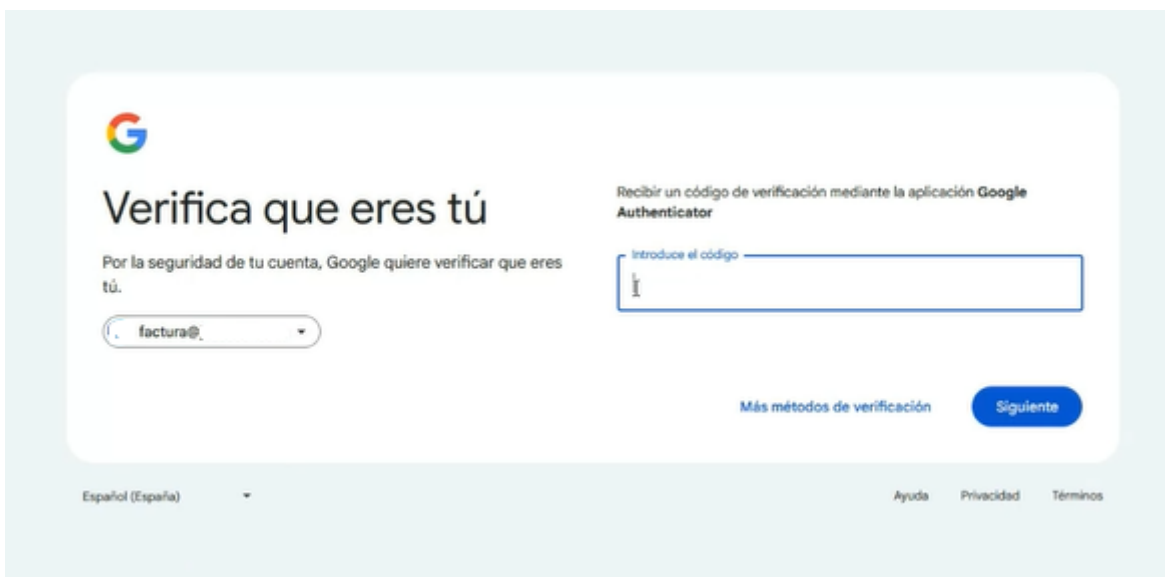 Verifica que eres tú
Por la seguridad de tu cuenta, Google quiere verificar que eres
tú.
factura@
Recibir un código de verificación mediante la aplicación Google
Authenticator
Introduce el código
Más métodos de verificación
Siguiente
Español (España)
Ayuda
Privacidad
Términos